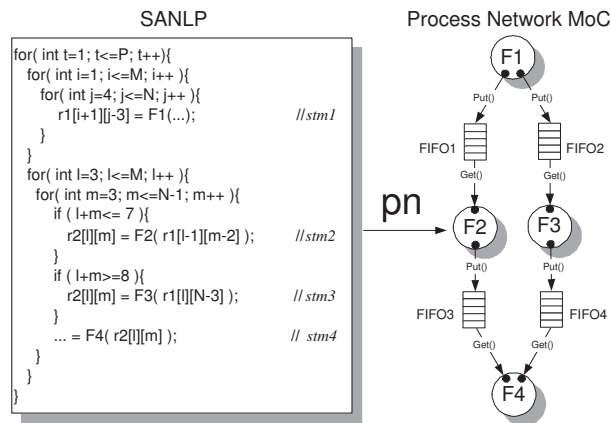 SANLP
for( int t=1; t<=P; t++){
for( int i=1; i<=M; i++ ){
for( int j=4; j<=N; j++ ){
r1[i+1][j-3] = F1(...); //stm1
}
}
for( int l=3; l<=M; l++ ){
for( int m=3; m<=N-1; m++ ){
if ( l+m<= 7 ){
r2[l][m] = F2( r1[l-1][m-2] ); //stm2
}
if ( l+m>=8 ){
r2[l][m] = F3( r1[l][N-3] ); //stm3
}
... = F4( r2[l][m] ); // stm4
}
}
}
pn
Process Network MoC
F1
Put() Put()
FIFO1 FIFO2
Get() Get()
F2 F3
Put() Put()
FIFO3 FIFO4
Get() Get()
F4